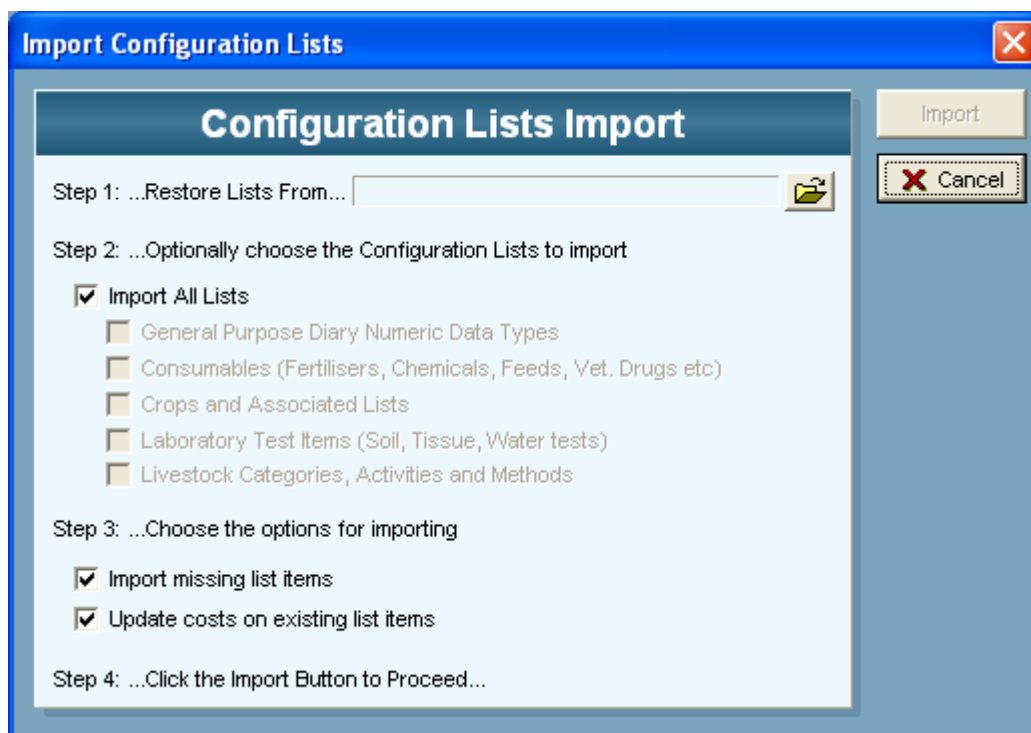 Import Configuration Lists
Configuration Lists Import
Import
Step 1: ...Restore Lists From...
Cancel
Step 2: ...Optionally choose the Configuration Lists to import
Import All Lists
General Purpose Diary Numeric Data Types
Consumables (Fertilisers, Chemicals, Feeds, Vet. Drugs etc)
Crops and Associated Lists
Laboratory Test Items (Soil, Tissue, Water tests)
Livestock Categories, Activities and Methods
Step 3: ...Choose the options for importing
Import missing list items
Update costs on existing list items
Step 4: ...Click the Import Button to Proceed...